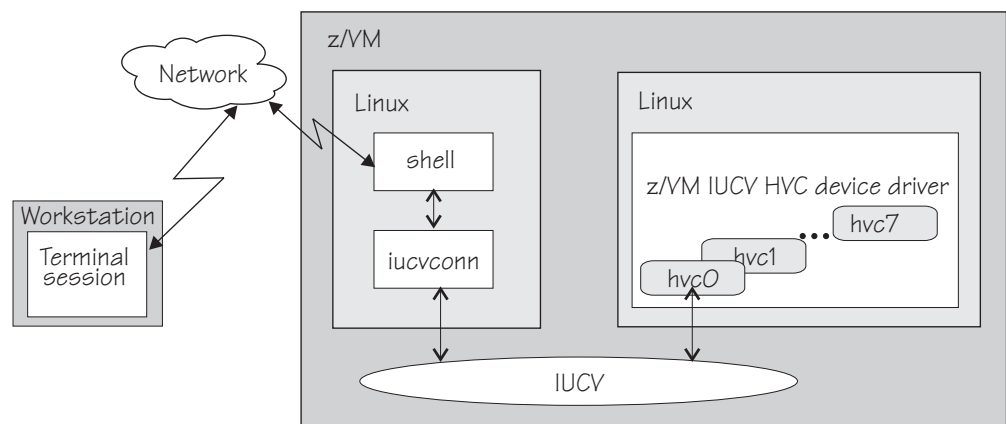 z/VM
Network
Linux
shell
iucvconn
Linux
z/VM IUCV HVC device driver
hvc0
hvc1
...
hvc7
Workstation
Terminal
session
IUCV